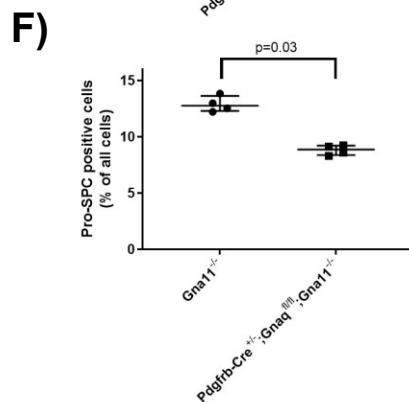 Pdg
F)
p=0.03
Pro-SPC positive cells
(% of all cells)
15
10
5
0
Gna11-/-
Pdgfrb-Cre+/-;Gnaqfl/fl;Gna11-/-